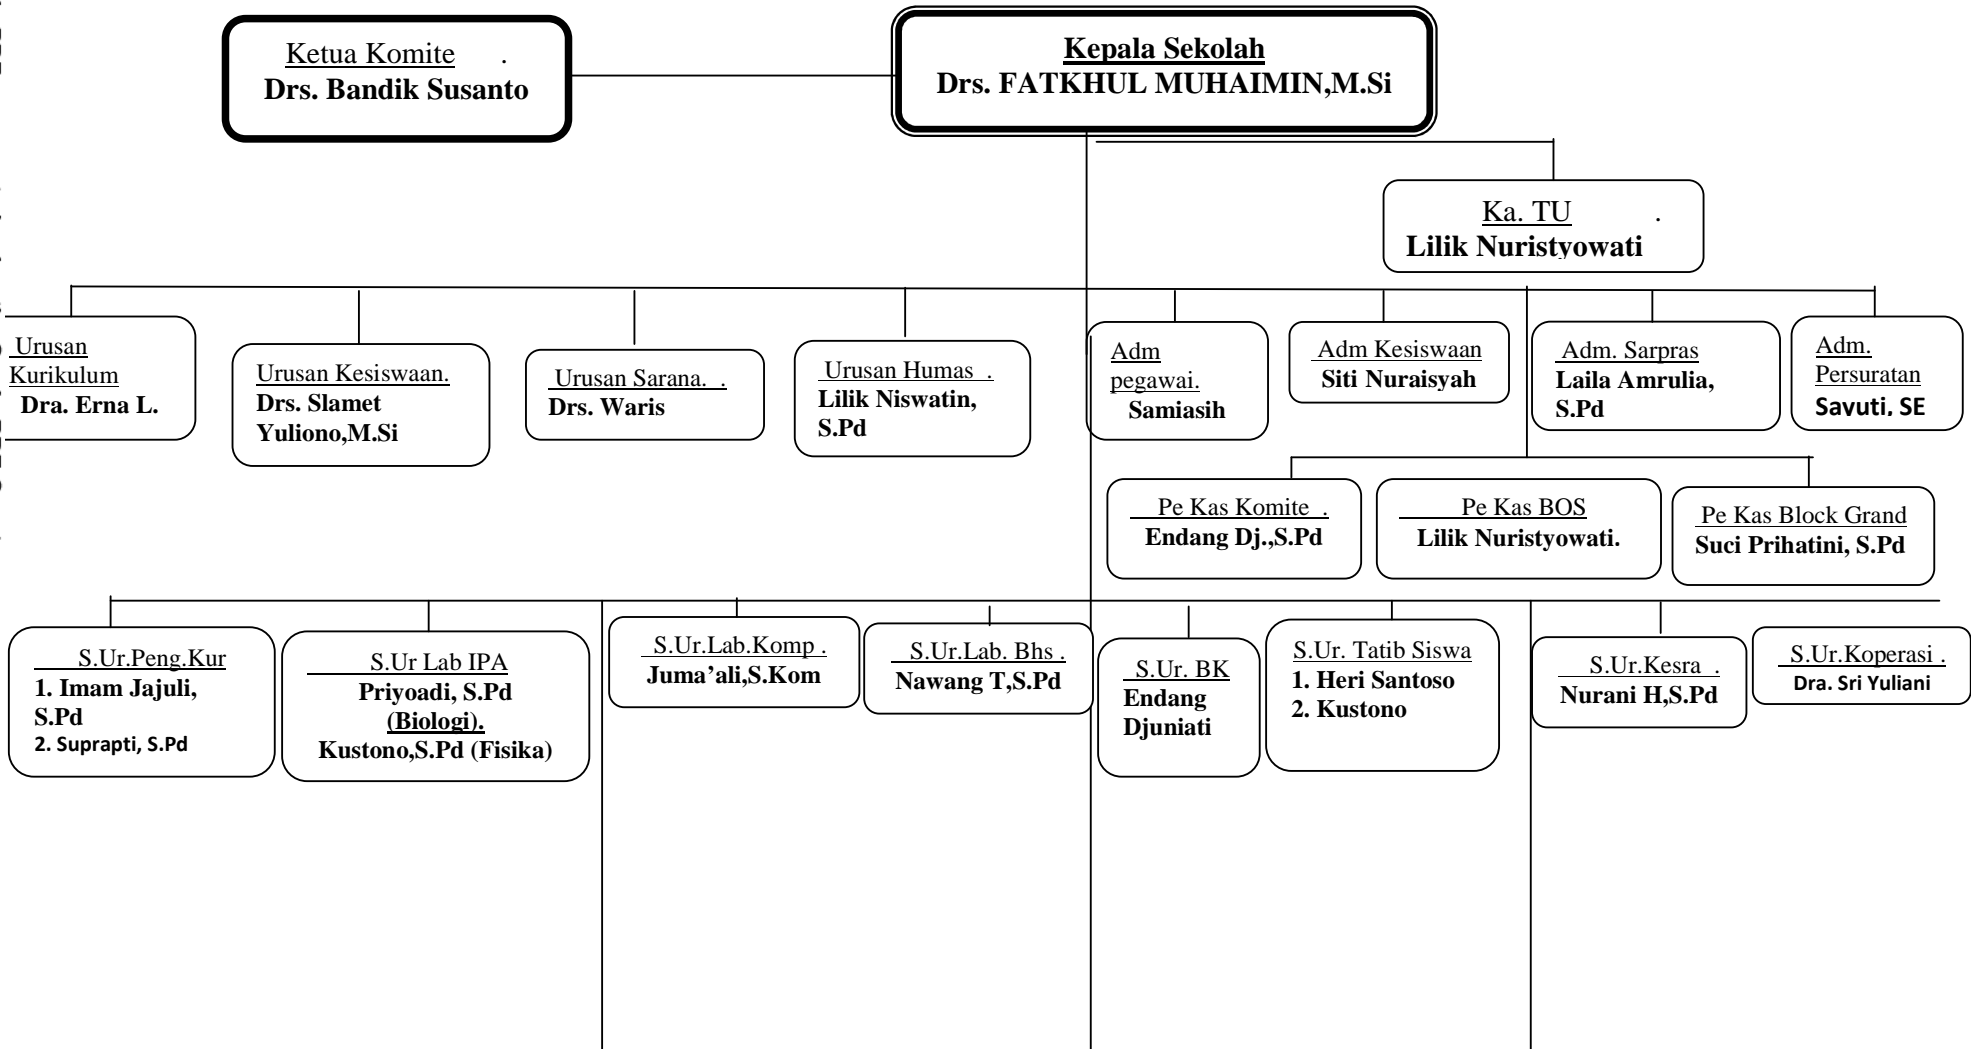 Ketua Komite .
Drs. Bandik Susanto
Kepala Sekolah
Drs. FATKHUL MUHAIMIN,M.Si
Ka. TU .
Lilik Nuristyowati
Urusan
Kurikulum
Dra. Erna L.
Urusan Kesiswaan.
Drs. Slamet
Yuliono,M.Si
Urusan Sarana. .
Drs. Waris
Urusan Humas .
Lilik Niswatin,
S.Pd
Adm
pegawai.
Samiasih
Adm Kesiswaan
Siti Nuraisyah
Adm. Sarpras
Laila Amrulia,
S.Pd
Adm.
Persuratan
Sayuti, SE
Pe Kas Komite .
Endang Dj.,S.Pd
Pe Kas BOS
Lilik Nuristyowati.
Pe Kas Block Grand
Suci Prihatini, S.Pd
S.Ur.Peng.Kur
1. Imam Jajuli,
S.Pd
2. Suprapti, S.Pd
S.Ur Lab IPA
Priyoadi, S.Pd
(Biologi).
Kustono,S.Pd (Fisika)
S.Ur.Lab.Komp .
Juma’ali,S.Kom
S.Ur.Lab. Bhs .
Nawang T,S.Pd
S.Ur. BK
Endang
Djuniati
S.Ur. Tatib Siswa
1. Heri Santoso
2. Kustono
S.Ur.Kesra .
Nurani H,S.Pd
S.Ur.Koperasi .
Dra. Sri Yuliani